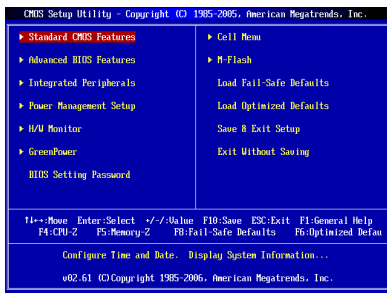 CMOS Setup Utility - Copyright (C) 1985-2005, American Megatrends, Inc.
▶ Standard CMOS Features
▶ Advanced BIOS Features
▶ Integrated Peripherals
▶ Power Management Setup
▶ H/W Monitor
▶ GreenPower
BIOS Setting Password
▶ Cell Menu
▶ M-Flash
Load Fail-Safe Defaults
Load Optimized Defaults
Save & Exit Setup
Exit Without Saving
↑↓←→:Move Enter:Select +/-/:Value F10:Save ESC:Exit F1:General Help
F4:CPU-Z F5:Memory-Z F8:Fail-Safe Defaults F6:Optimized Defau
Configure Time and Date. Display System Information...
v02.61 (C)Copyright 1985-2006, American Megatrends, Inc.